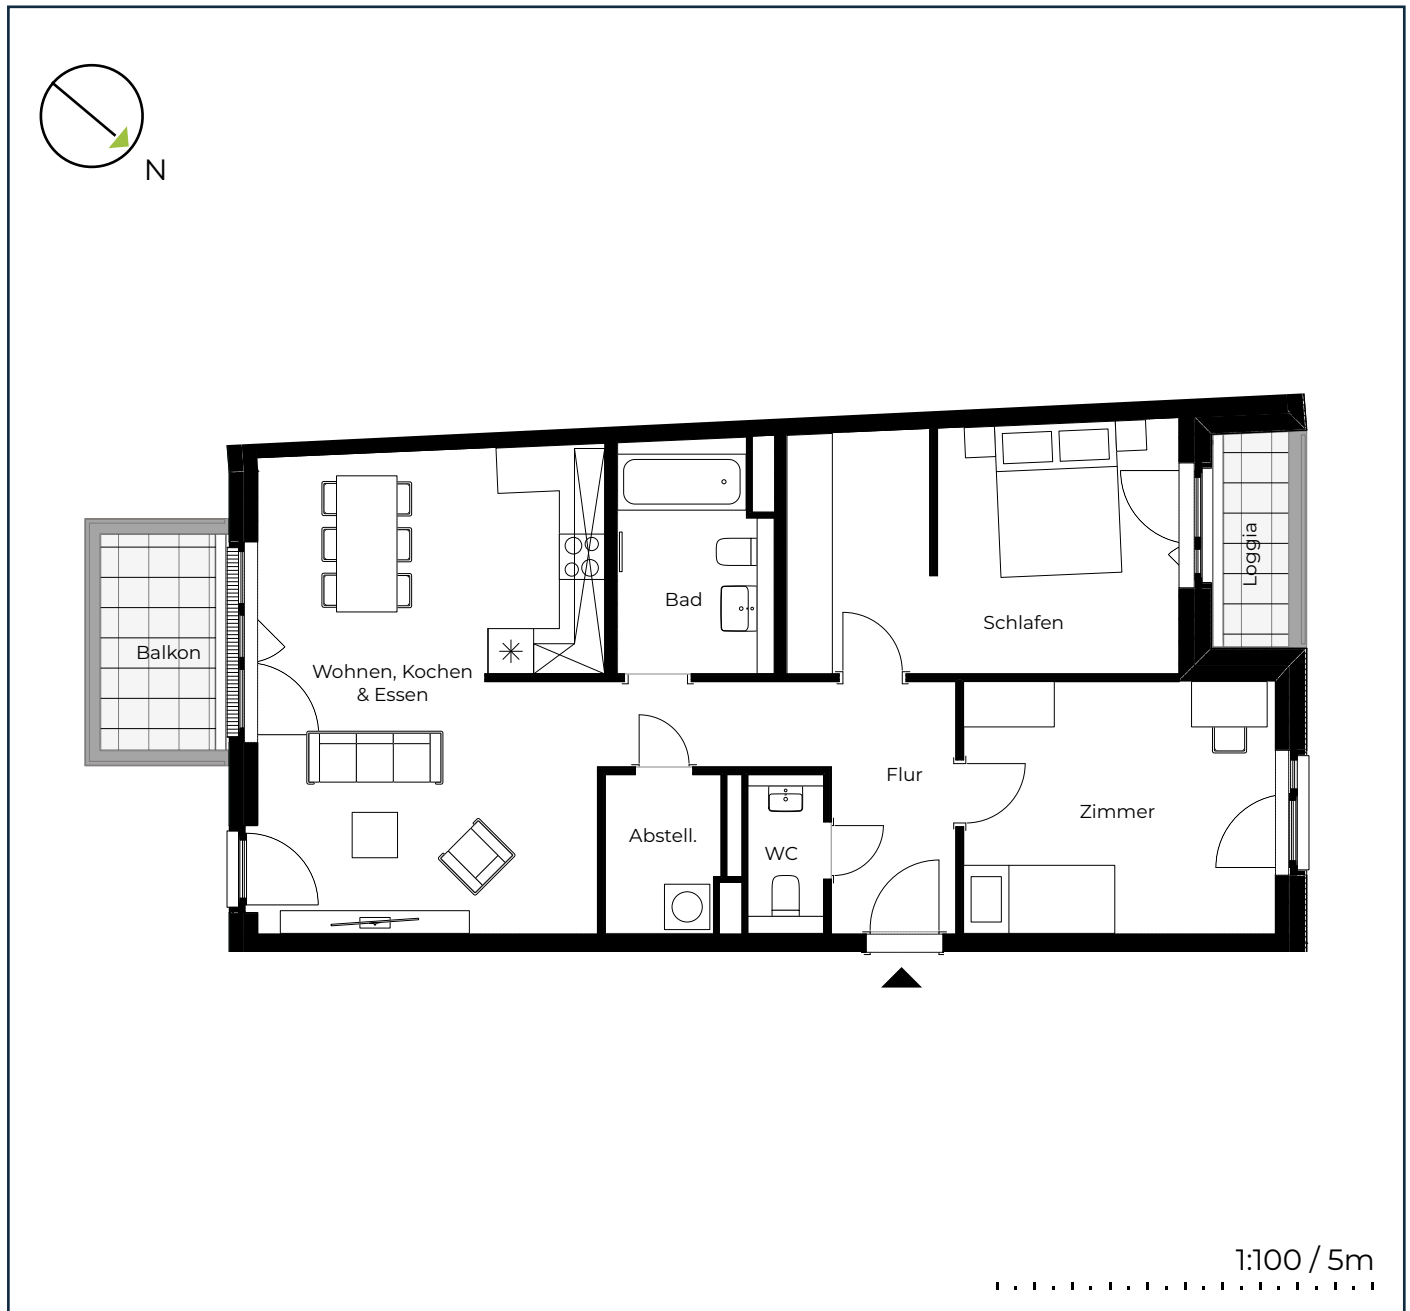 N
Balkon
Wohnen, Kochen
& Essen
Bad
Schlafen
Loggia
Abstell.
WC
Flur
Zimmer
1:100 / 5m